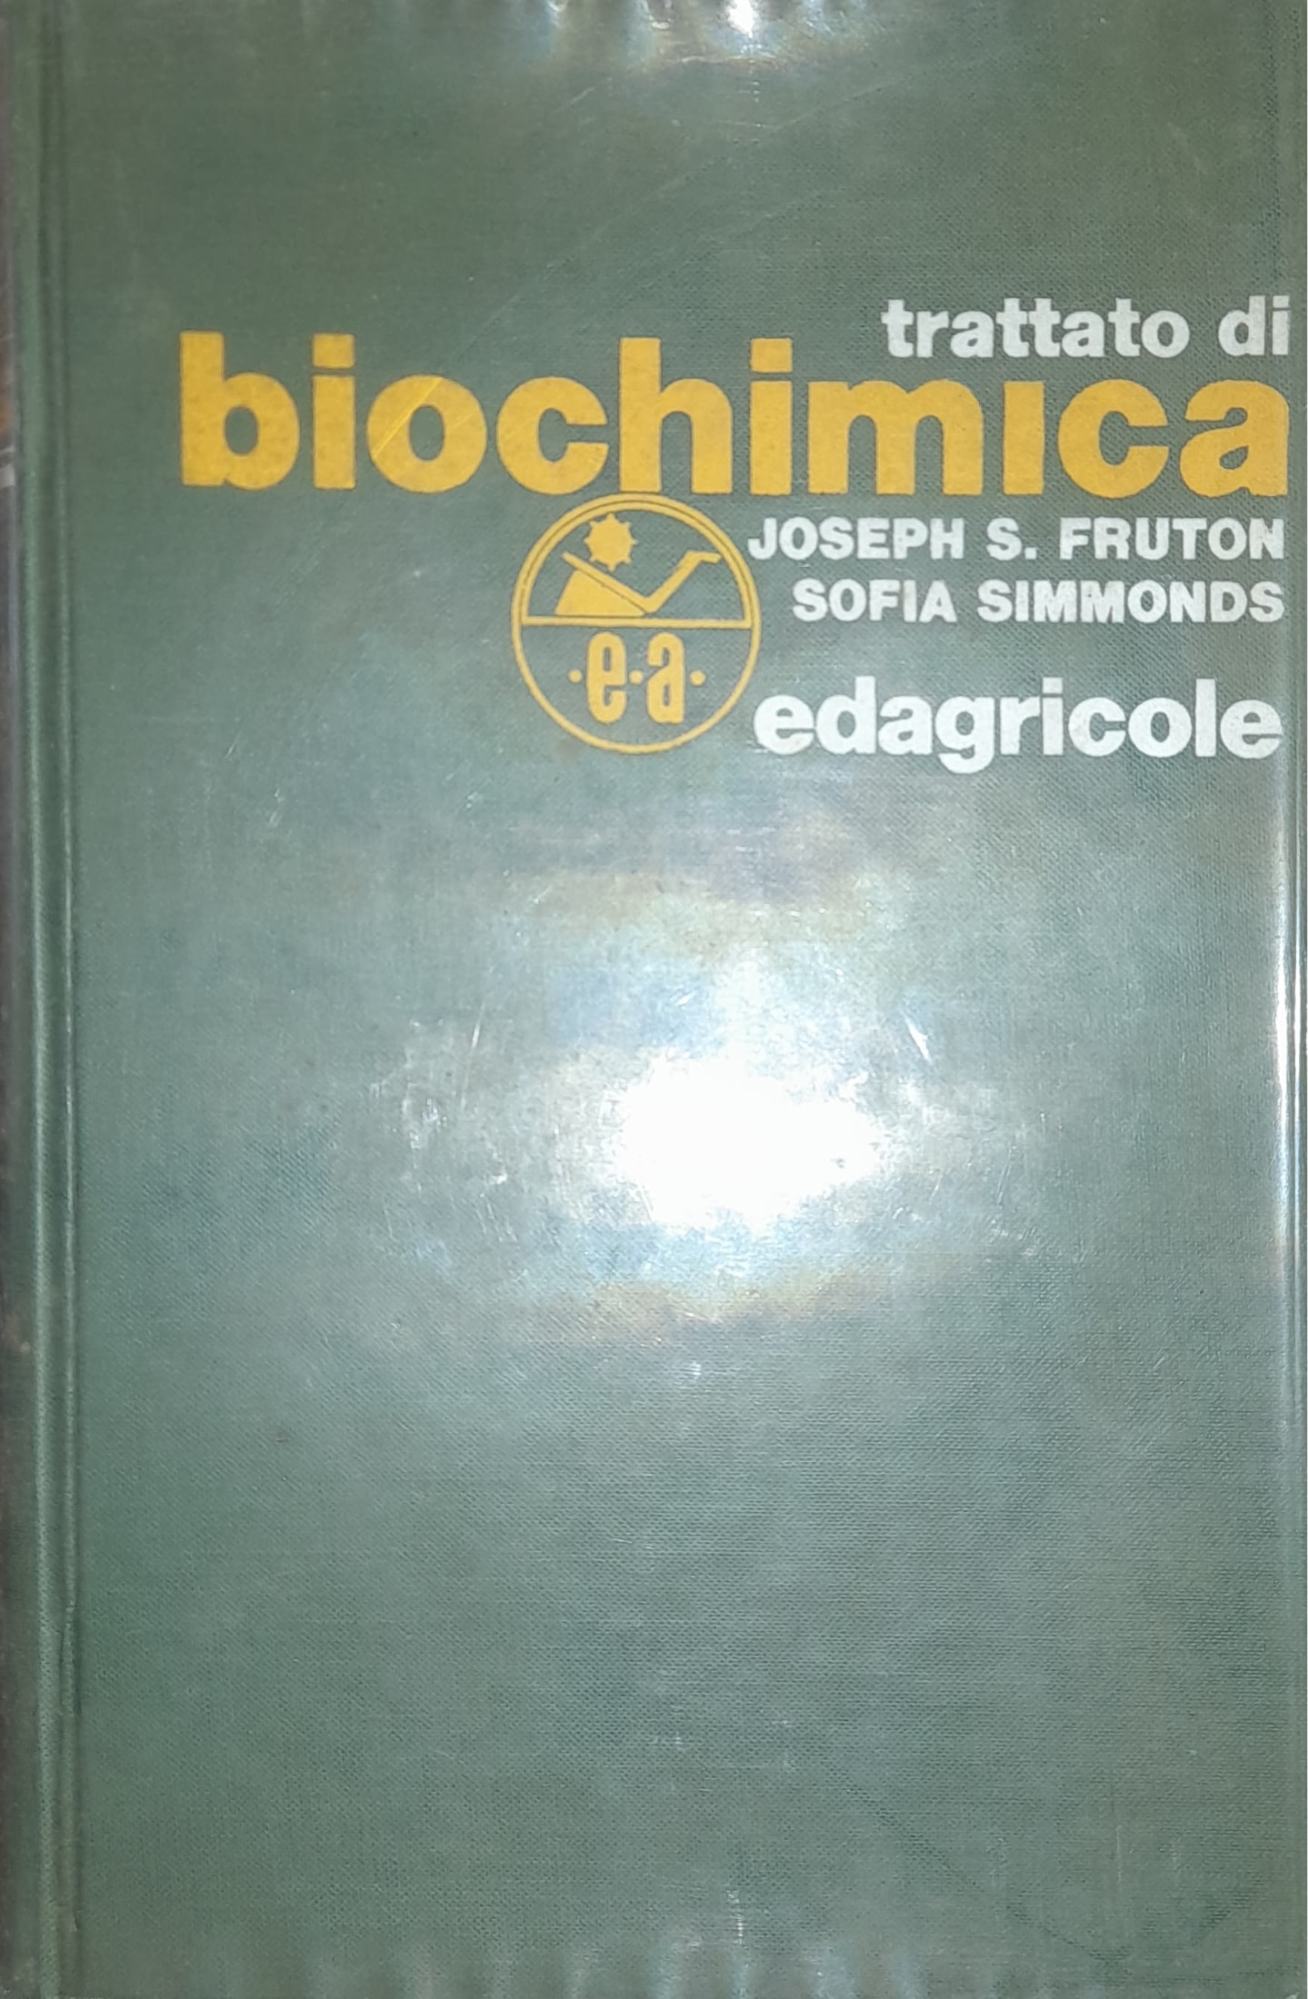 trattato di
biochimica
JOSEPH S. FRUTON
SOFIA SIMMONDS
·e·a·
edagricole